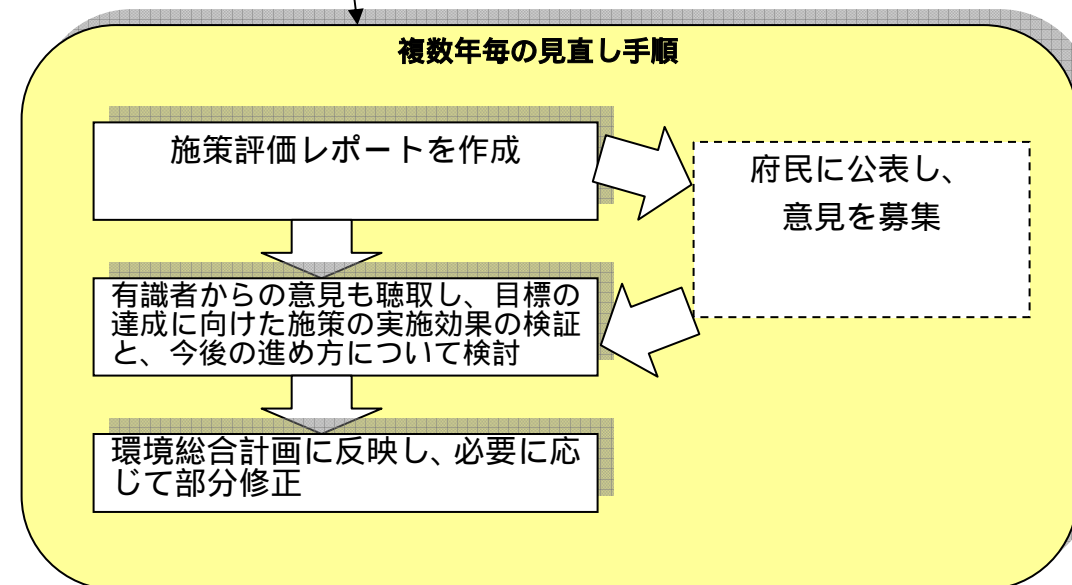 複数年毎の見直し手順
施策評価レポートを作成
府民に公表し、
意見を募集
有識者からの意見も聴取し、目標の
達成に向けた施策の実施効果の検証
と、今後の進め方について検討
環境総合計画に反映し、必要に応
じて部分修正